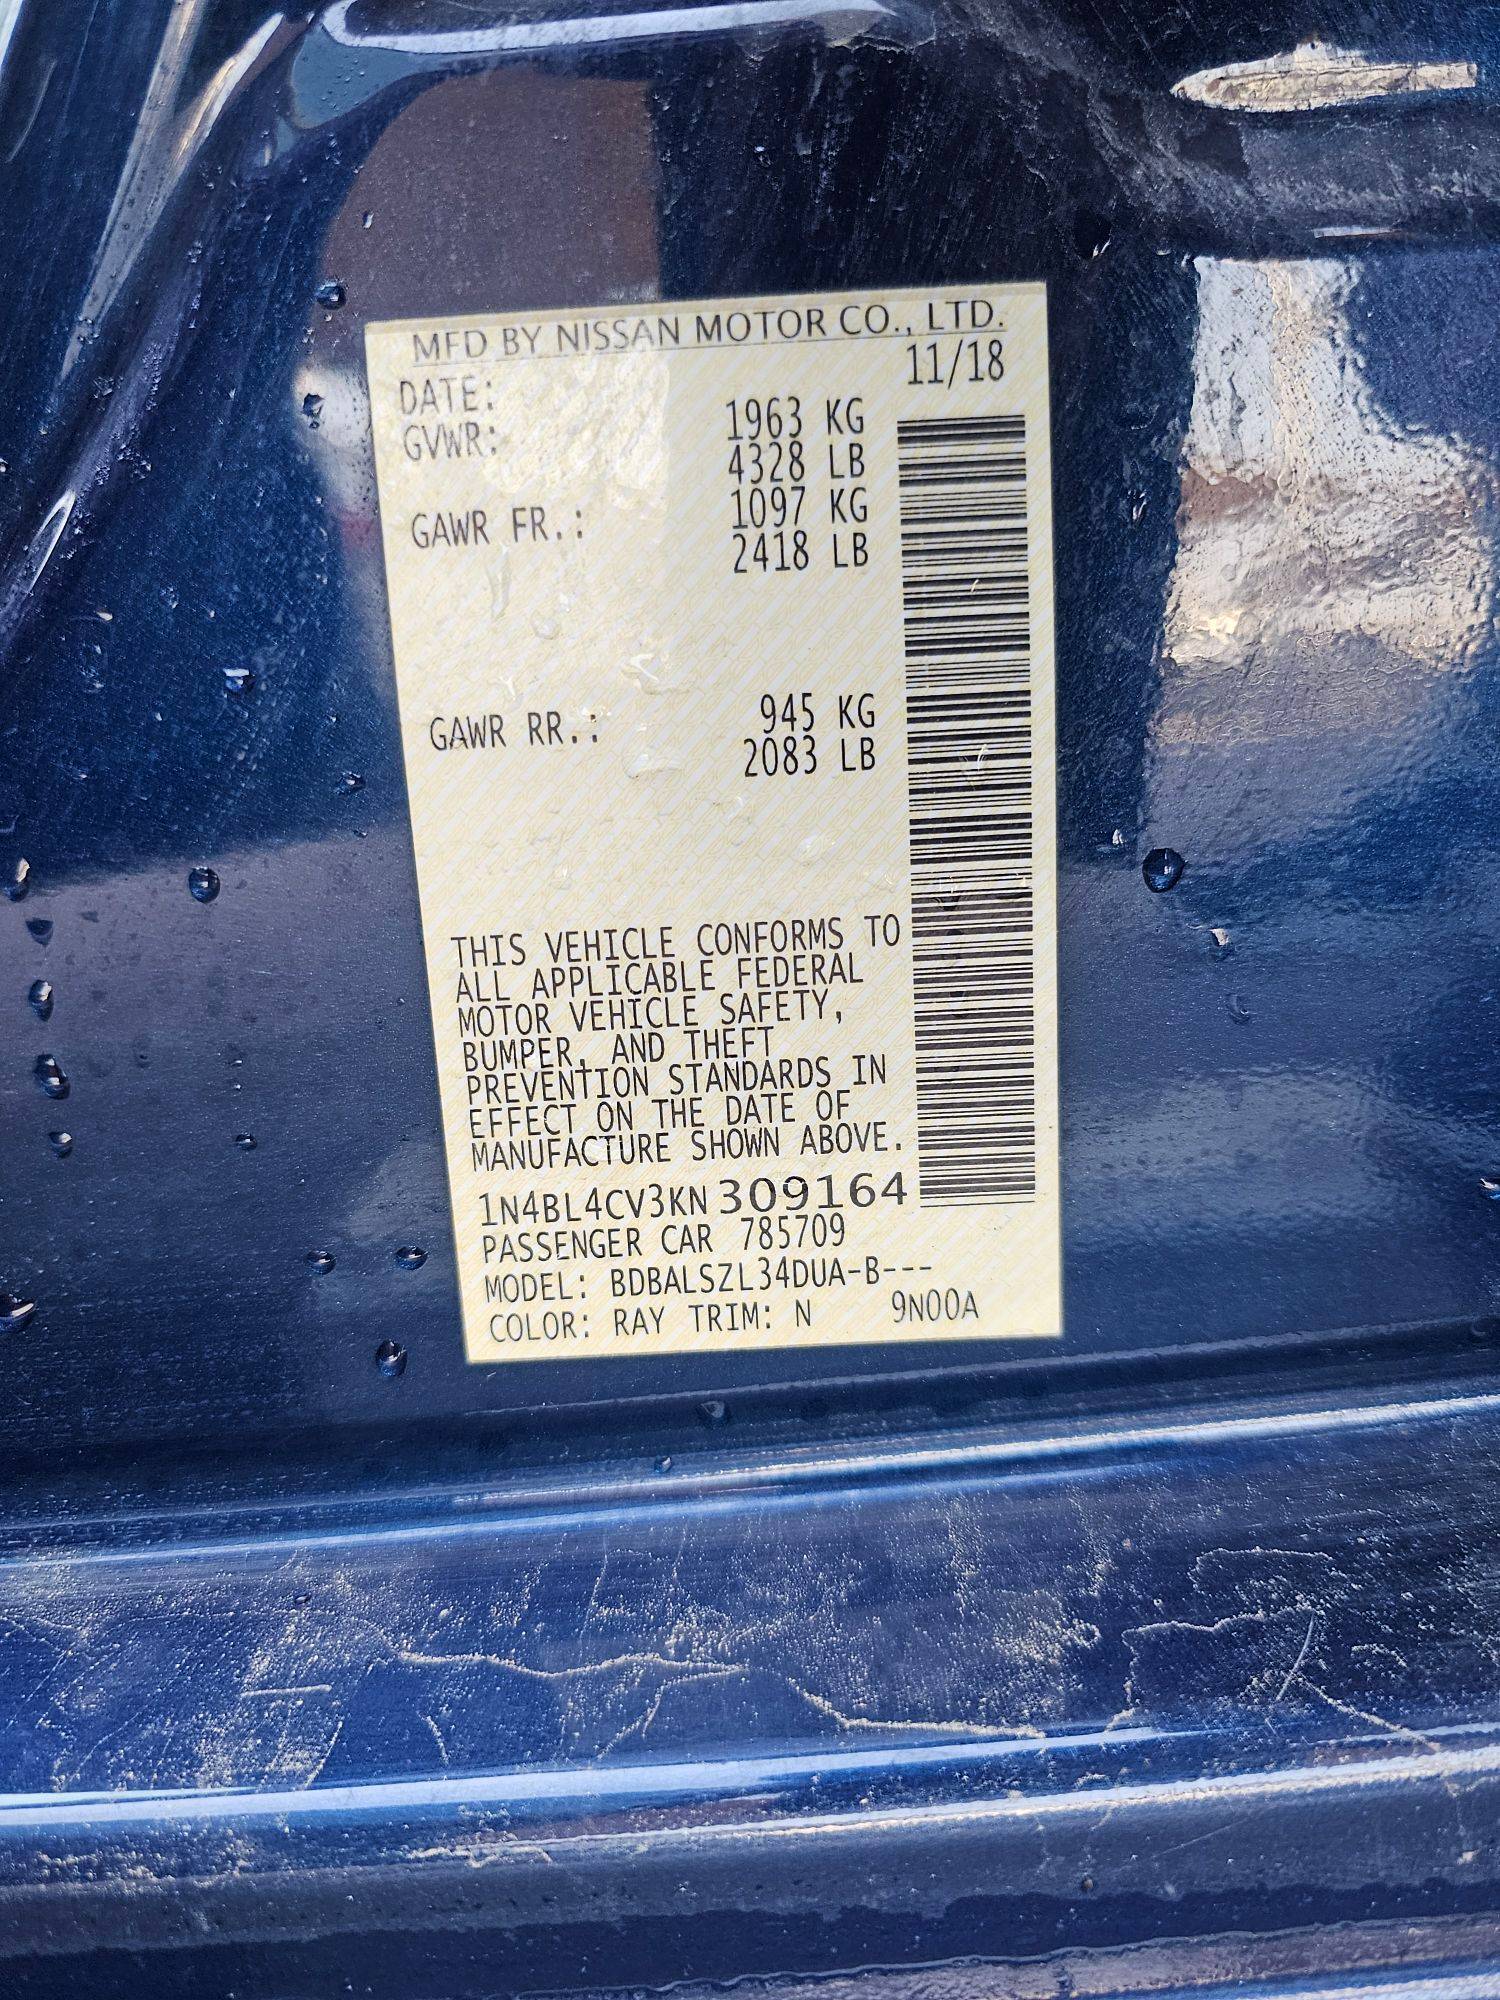 MFD BY NISSAN MOTOR CO., LTD.
DATE: 11/18
GVWR: 1963 KG
4328 LB
GAWR FR.: 1097 KG
2418 LB
GAWR RR.: 945 KG
2083 LB
THIS VEHICLE CONFORMS TO
ALL APPLICABLE FEDERAL
MOTOR VEHICLE SAFETY,
BUMPER, AND THEFT
PREVENTION STANDARDS IN
EFFECT ON THE DATE OF
MANUFACTURE SHOWN ABOVE.
1N4BL4CV3KN309164
PASSENGER CAR 785709
MODEL: BDBALSZL34DUA-B---
COLOR: RAY TRIM: N 9N00A